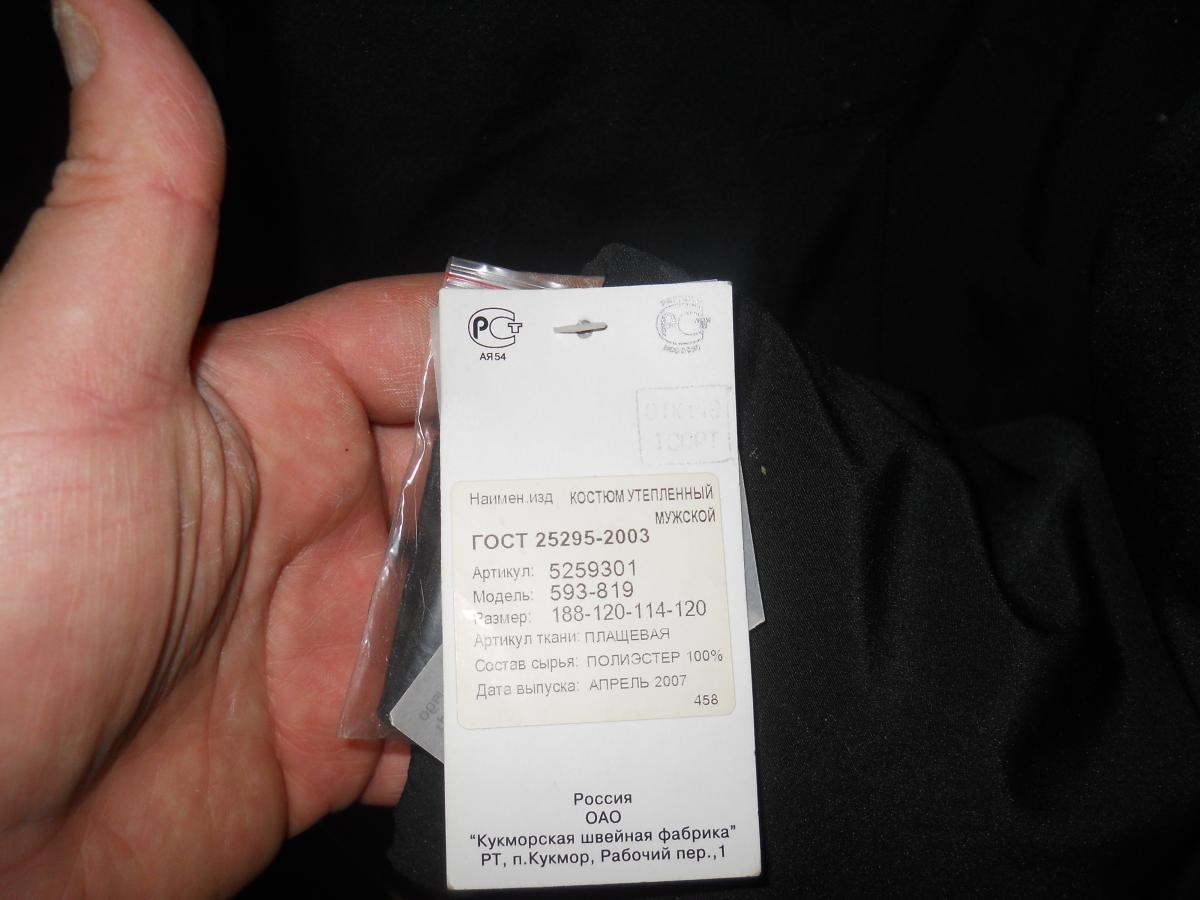 РСТ
АЯ54
Наимен.изд КОСТЮМ УТЕПЛЕННЫЙ
МУЖСКОЙ
ГОСТ 25295-2003
Артикул: 5259301
Модель: 593-819
Размер: 188-120-114-120
Артикул ткани: ПЛАЩЕВАЯ
Состав сырья: ПОЛИЭСТЕР 100%
Дата выпуска: АПРЕЛЬ 2007
458
Россия
ОАО
"Кукморская швейная фабрика"
РТ, п.Кукмор, Рабочий пер.,1